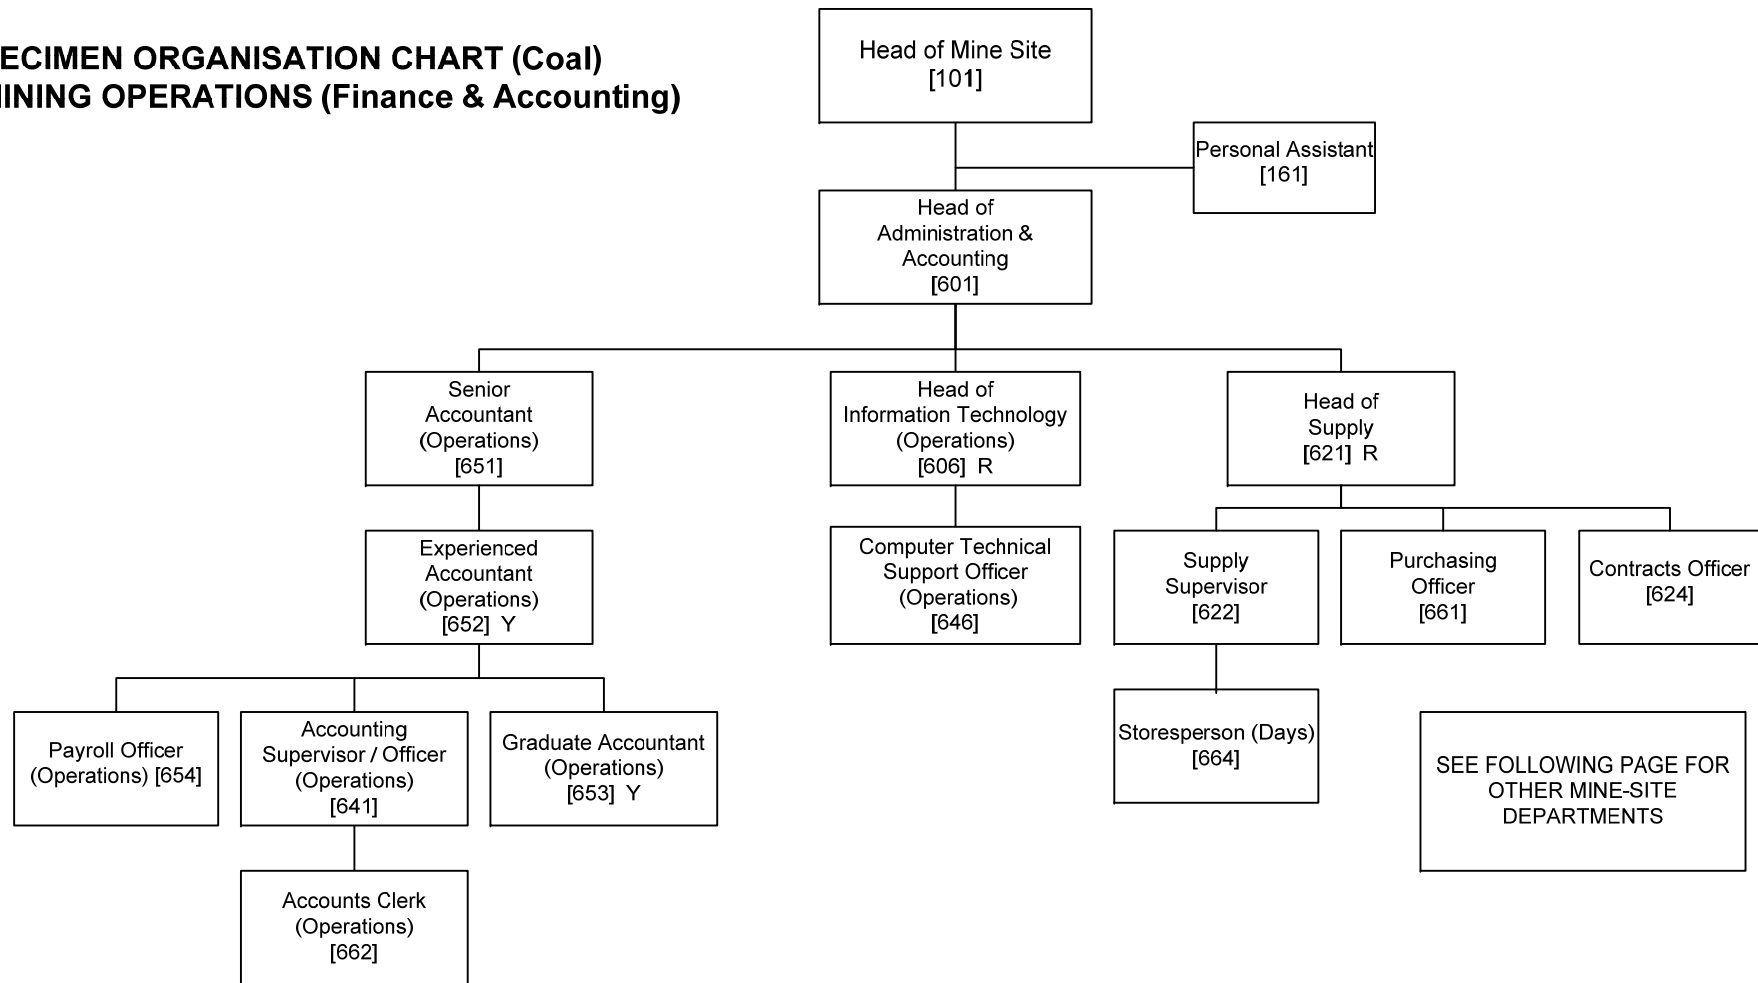 ECIMEN ORGANISATION CHART (Coal)
INING OPERATIONS (Finance & Accounting)
Head of Mine Site
[101]
Personal Assistant
[161]
Head of
Administration &
Accounting
[601]
Senior
Accountant
(Operations)
[651]
Head of
Information Technology
(Operations)
[606] R
Head of
Supply
[621] R
Experienced
Accountant
(Operations)
[652] Y
Computer Technical
Support Officer
(Operations)
[646]
Supply
Supervisor
[622]
Purchasing
Officer
[661]
Contracts Officer
[624]
Payroll Officer
(Operations) [654]
Accounting
Supervisor / Officer
(Operations)
[641]
Graduate Accountant
(Operations)
[653] Y
Storesperson (Days)
[664]
SEE FOLLOWING PAGE FOR
OTHER MINE-SITE
DEPARTMENTS
Accounts Clerk
(Operations)
[662]